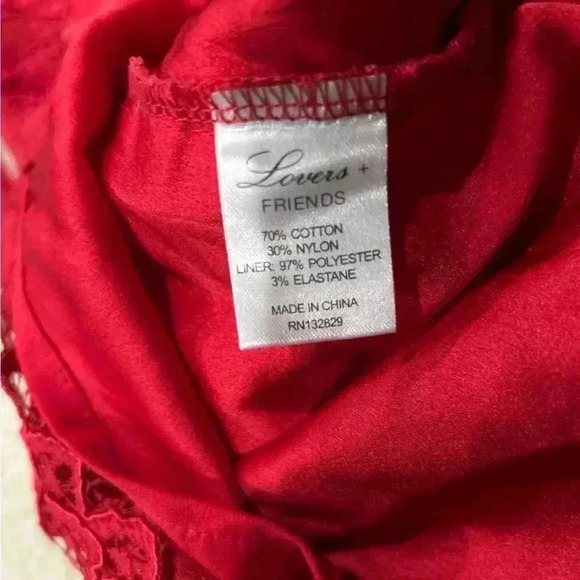 Lovers +
FRIENDS
70% COTTON
30% NYLON
LINER: 97% POLYESTER
3% ELASTANE
MADE IN CHINA
RN132829